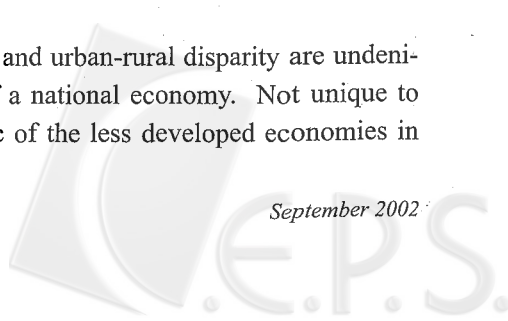 and urban-rural disparity are undeni-
a national economy. Not unique to
of the less developed economies in
September 2002
C.E.P.S.